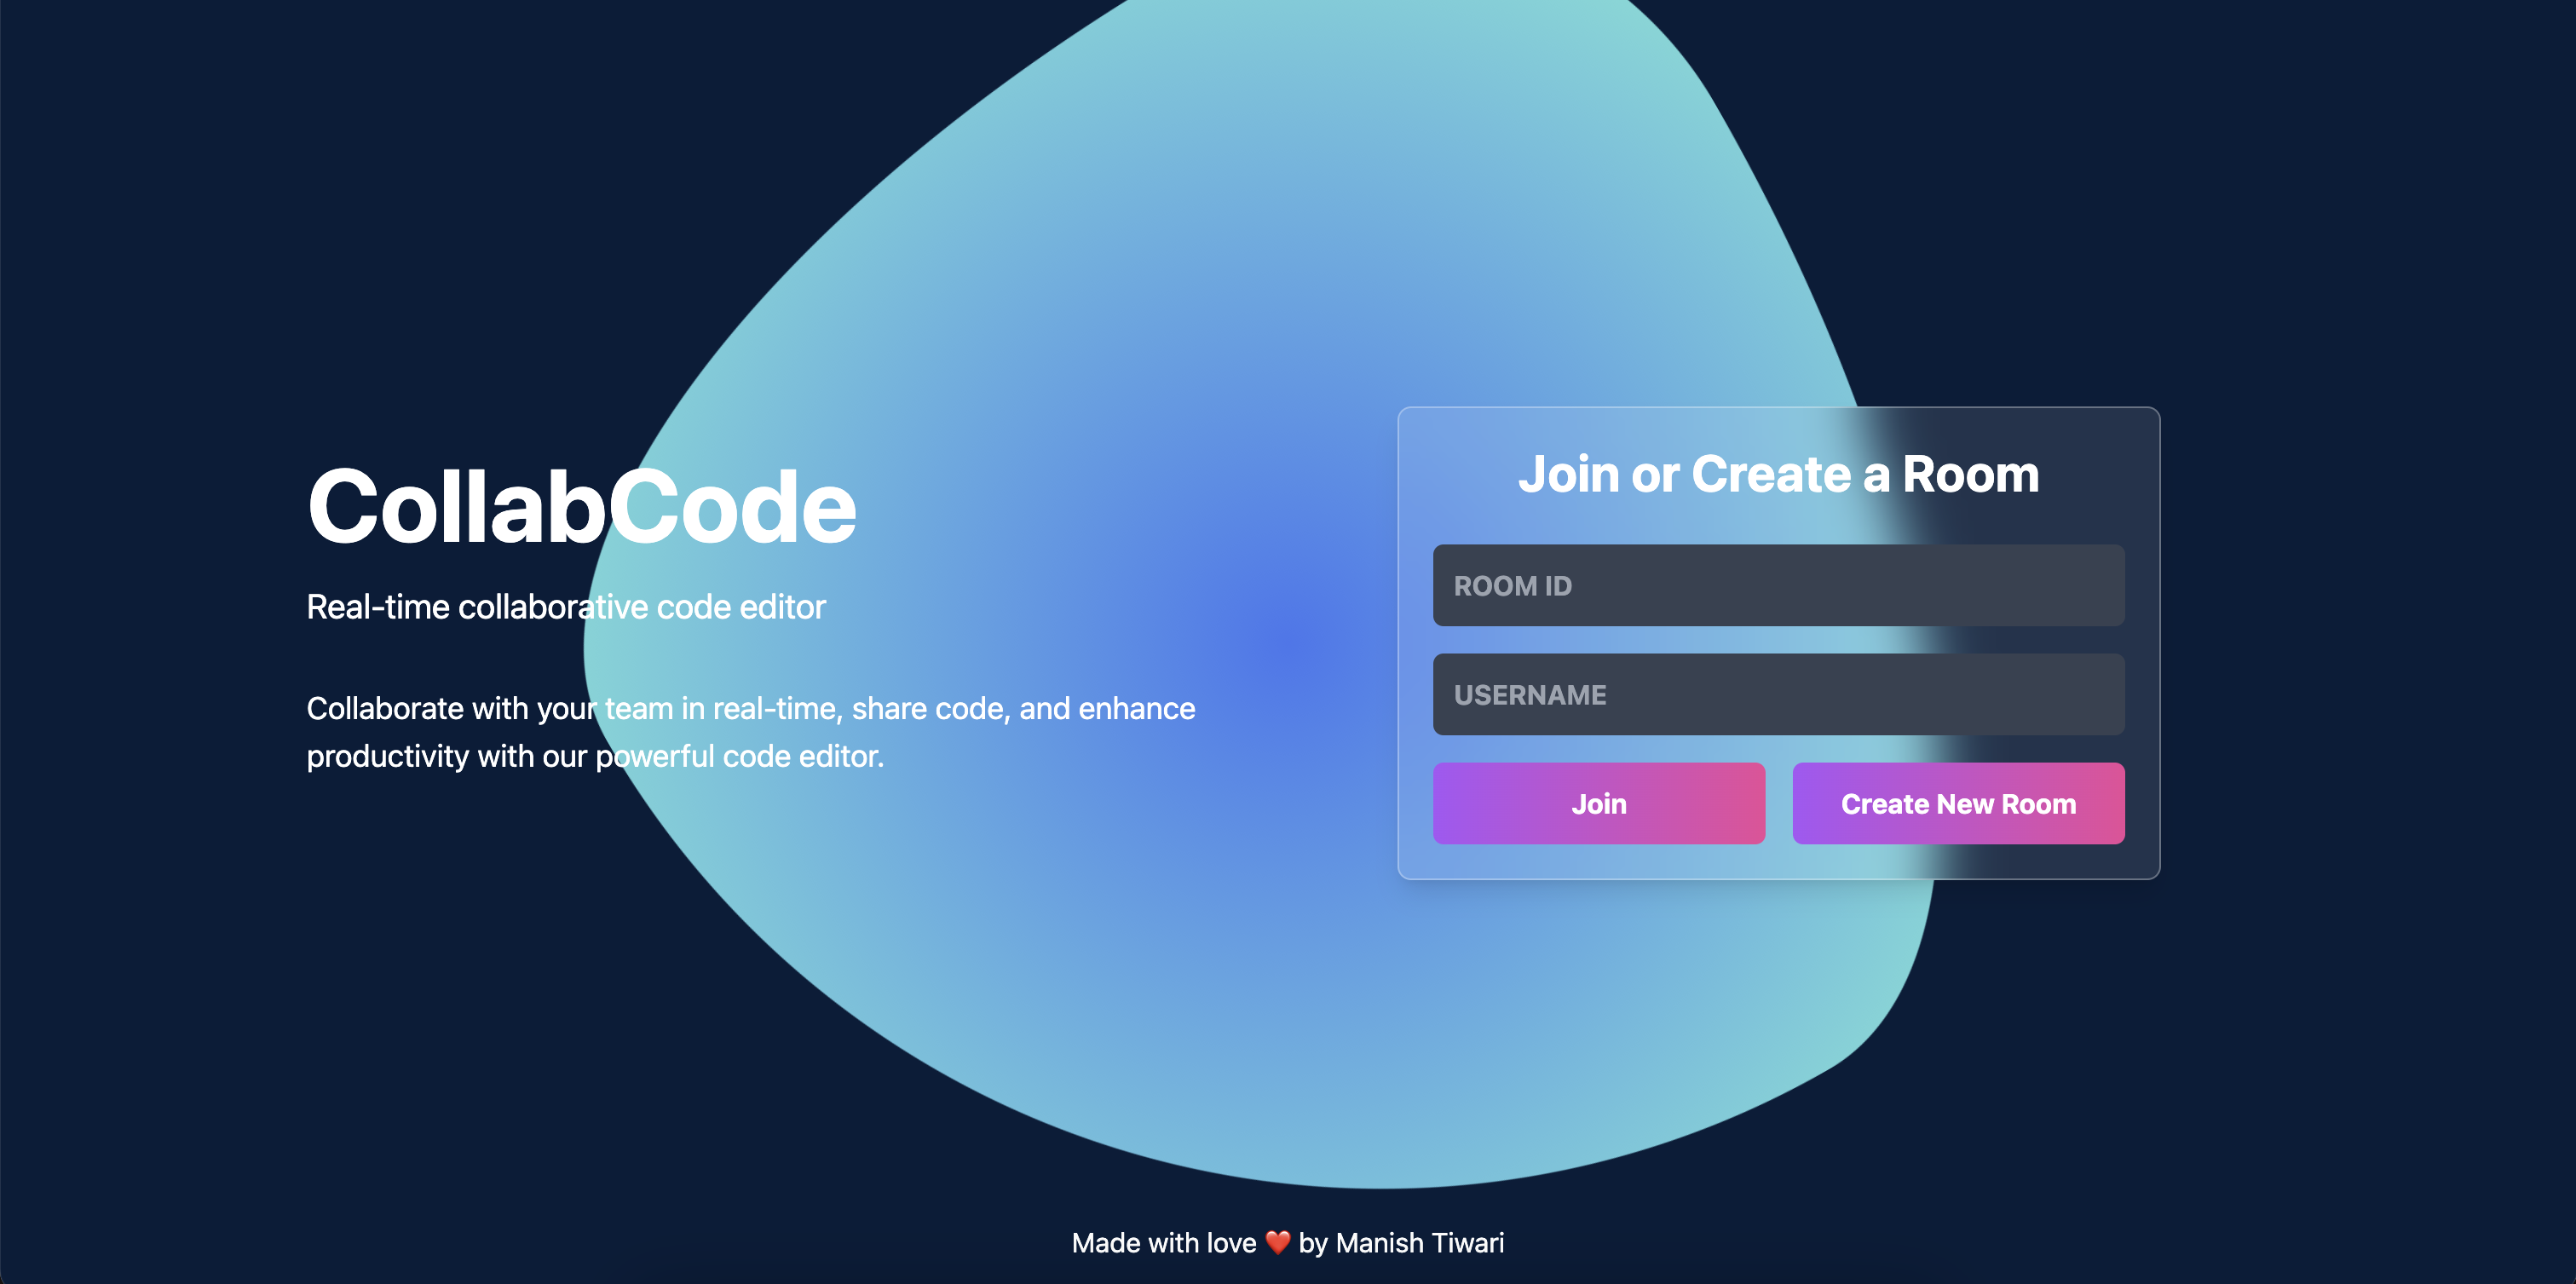 CollabCode
Real-time collaborative code editor
Collaborate with your team in real-time, share code, and enhance
productivity with our powerful code editor.
Join or Create a Room
ROOM ID
USERNAME
Join
Create New Room
Made with love ❤️ by Manish Tiwari